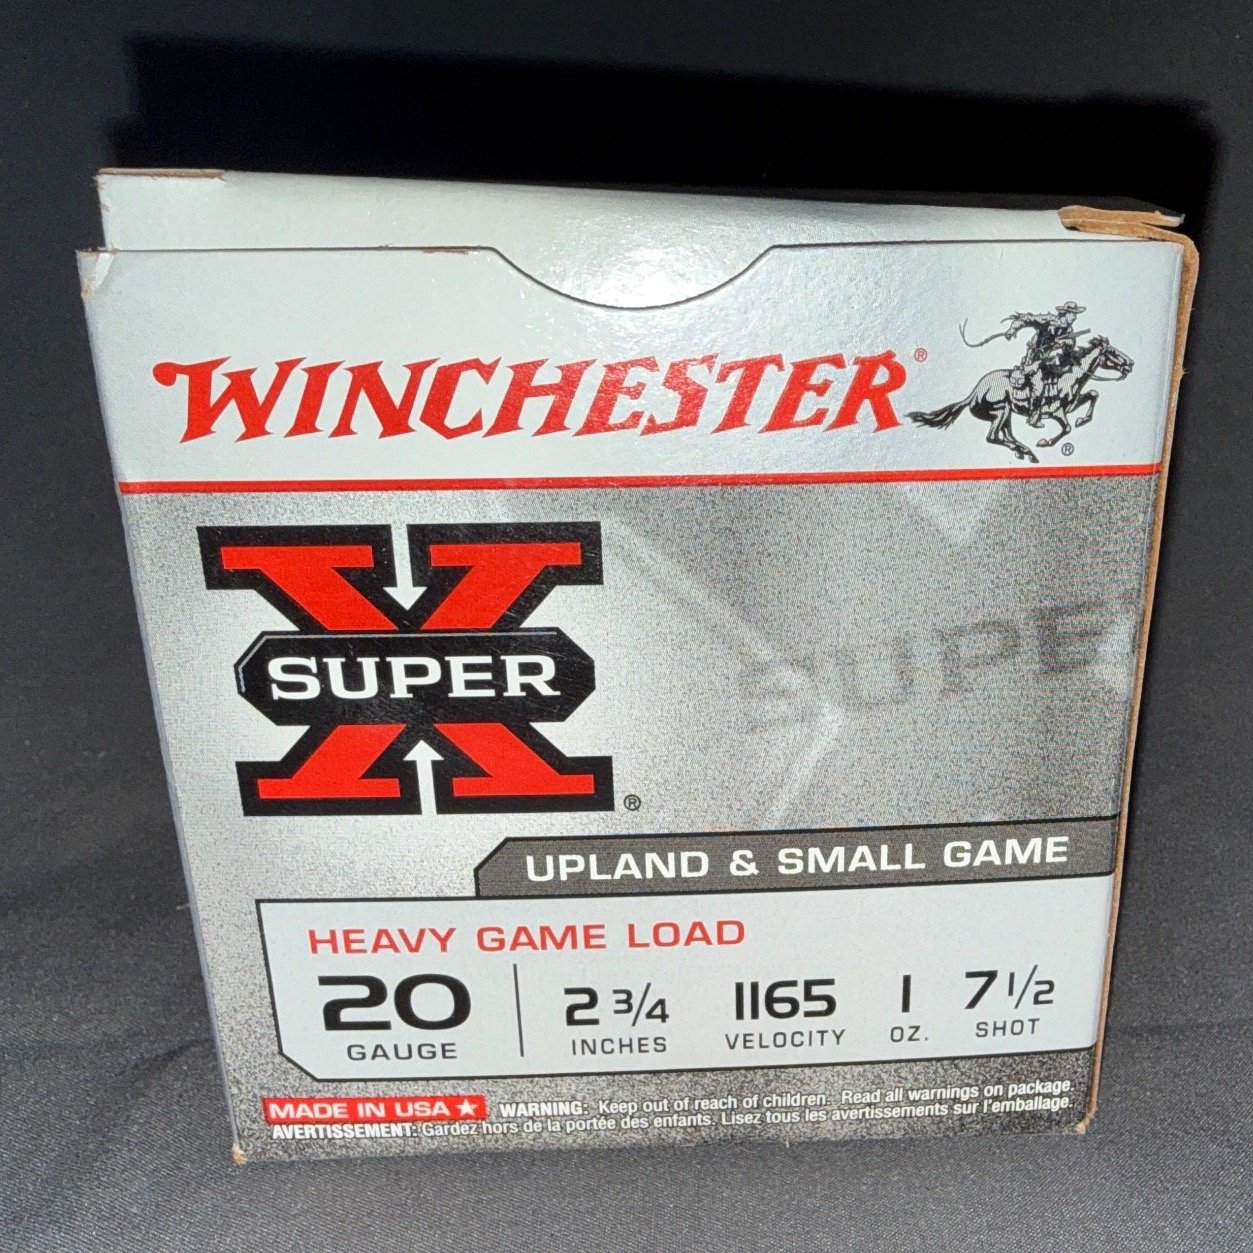 WINCHESTER®
®
SUPER X®
SUPE
UPLAND & SMALL GAME
HEAVY GAME LOAD
20 2 3/4 1165 1 7 1/2
GAUGE INCHES VELOCITY OZ. SHOT
MADE IN USA ★ WARNING: Keep out of reach of children. Read all warnings on package.
AVERTISSEMENT: Gardez hors de la portée des enfants. Lisez tous les avertissements sur l'emballage.